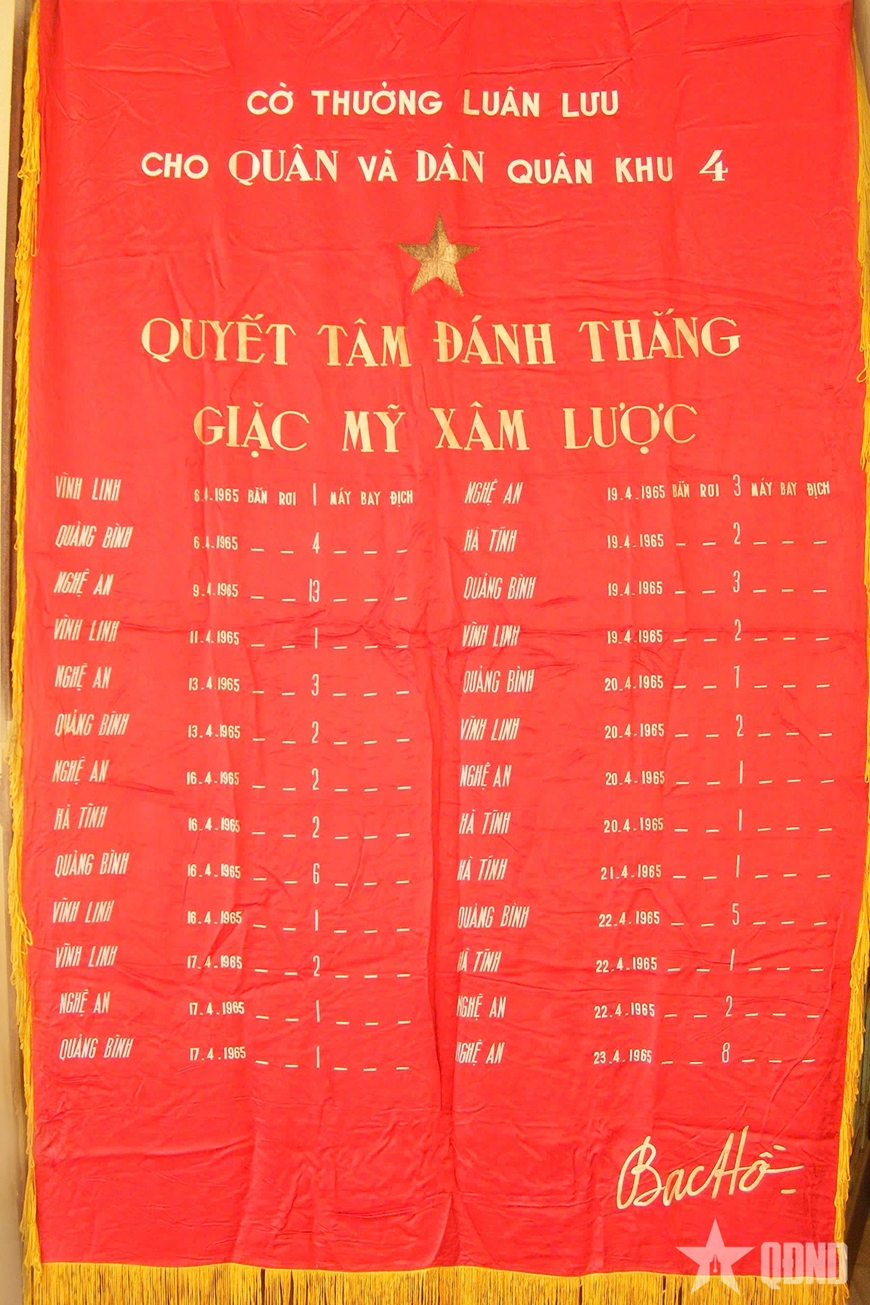 CỜ THƯỞNG LUÂN LƯU
CHO QUÂN VÀ DÂN QUÂN KHU 4
QUYẾT TÂM ĐÁNH THẮNG
GIẶC MỸ XÂM LƯỢC
VĨNH LINH 6.4.1965 BẮN RƠI 1 MÁY BAY ĐỊCH
QUẢNG BÌNH 6.4.1965 _ _ 4 _ _ _
NGHỆ AN 9.4.1965 _ _ 13 _ _ _
VĨNH LINH 11.4.1965 _ _ 1 _ _ _
NGHỆ AN 13.4.1965 _ _ 3 _ _ _
QUẢNG BÌNH 13.4.1965 _ _ 2 _ _ _
NGHỆ AN 16.4.1965 _ _ 2 _ _ _
HÀ TĨNH 16.4.1965 _ _ 2 _ _ _
QUẢNG BÌNH 16.4.1965 _ _ 6 _ _ _
VĨNH LINH 16.4.1965 _ _ 1 _ _ _
VĨNH LINH 17.4.1965 _ _ 2 _ _ _
NGHỆ AN 17.4.1965 _ _ 1 _ _ _
QUẢNG BÌNH 17.4.1965 _ _ 1 _ _ _
NGHỆ AN 19.4.1965 BẮN RƠI 3 MÁY BAY ĐỊCH
HÀ TĨNH 19.4.1965 _ _ 2 _ _ _
QUẢNG BÌNH 19.4.1965 _ _ 3 _ _ _
VĨNH LINH 19.4.1965 _ _ 2 _ _ _
QUẢNG BÌNH 20.4.1965 _ _ 7 _ _ _
VĨNH LINH 20.4.1965 _ _ 2 _ _ _
NGHỆ AN 20.4.1965 _ _ 1 _ _ _
HÀ TĨNH 20.4.1965 _ _ 1 _ _ _
HÀ TĨNH 21.4.1965 _ _ 1 _ _ _
QUẢNG BÌNH 22.4.1965 _ _ 5 _ _ _
HÀ TĨNH 22.4.1965 _ _ 1 _ _ _
NGHỆ AN 22.4.1965 _ _ 2 _ _ _
NGHỆ AN 23.4.1965 _ _ 8 _ _ _
Bac Hồ
QĐND